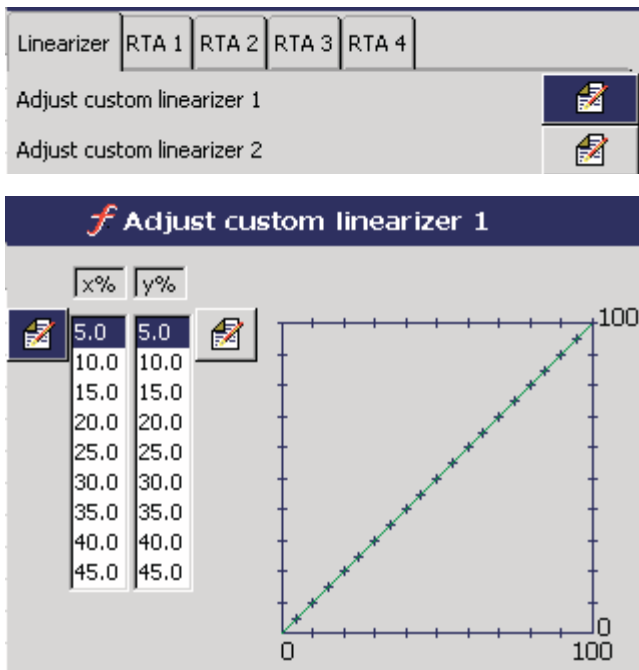 Linearizer RTA 1 RTA 2 RTA 3 RTA 4
Adjust custom linearizer 1
Adjust custom linearizer 2
f Adjust custom linearizer 1
x% y%
5.0 5.0
10.0 10.0
15.0 15.0
20.0 20.0
25.0 25.0
30.0 30.0
35.0 35.0
40.0 40.0
45.0 45.0
100
0
0 100